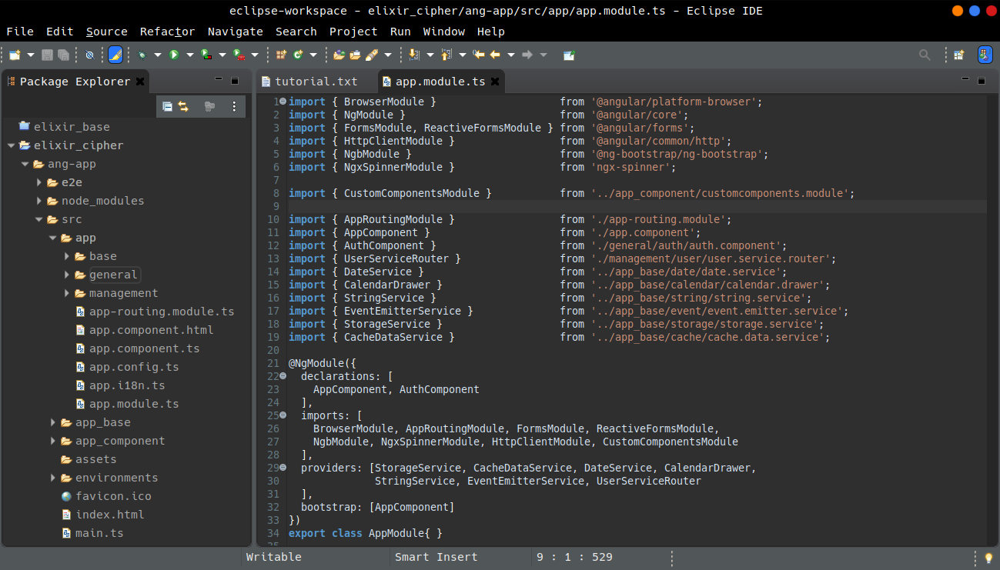 eclipse-workspace - elixir_cipher/ang-app/src/app/app.module.ts - Eclipse IDE
File Edit Source Refactor Navigate Search Project Run Window Help
Package Explorer
elixir_base
elixir_cipher
ang-app
e2e
node_modules
src
app
base
general
management
app-routing.module.ts
app.component.html
app.component.ts
app.config.ts
app.i18n.ts
app.module.ts
app_base
app_component
assets
environments
favicon.ico
index.html
main.ts
tutorial.txt app.module.ts
1 import { BrowserModule } from '@angular/platform-browser';
2 import { NgModule } from '@angular/core';
3 import { FormsModule, ReactiveFormsModule } from '@angular/forms';
4 import { HttpClientModule } from '@angular/common/http';
5 import { NgbModule } from '@ng-bootstrap/ng-bootstrap';
6 import { NgxSpinnerModule } from 'ngx-spinner';
7
8 import { CustomComponentsModule } from '../app_component/customcomponents.module';
9
10 import { AppRoutingModule } from './app-routing.module';
11 import { AppComponent } from './app.component';
12 import { AuthComponent } from './general/auth/auth.component';
13 import { UserServiceRouter } from './management/user/user.service.router';
14 import { DateService } from '../app_base/date/date.service';
15 import { CalendarDrawer } from '../app_base/calendar/calendar.drawer';
16 import { StringService } from '../app_base/string/string.service';
17 import { EventEmitterService } from '../app_base/event/event.emitter.service';
18 import { StorageService } from '../app_base/storage/storage.service';
19 import { CacheDataService } from '../app_base/cache/cache.data.service';
20
21 @NgModule({
22 declarations: [
23 AppComponent, AuthComponent
24 ],
25 imports: [
26 BrowserModule, AppRoutingModule, FormsModule, ReactiveFormsModule,
27 NgbModule, NgxSpinnerModule, HttpClientModule, CustomComponentsModule
28 ],
29 providers: [StorageService, CacheDataService, DateService, CalendarDrawer,
30 StringService, EventEmitterService, UserServiceRouter
31 ],
32 bootstrap: [AppComponent]
33 })
34 export class AppModule{ }
Writable Smart Insert 9 : 1 : 529